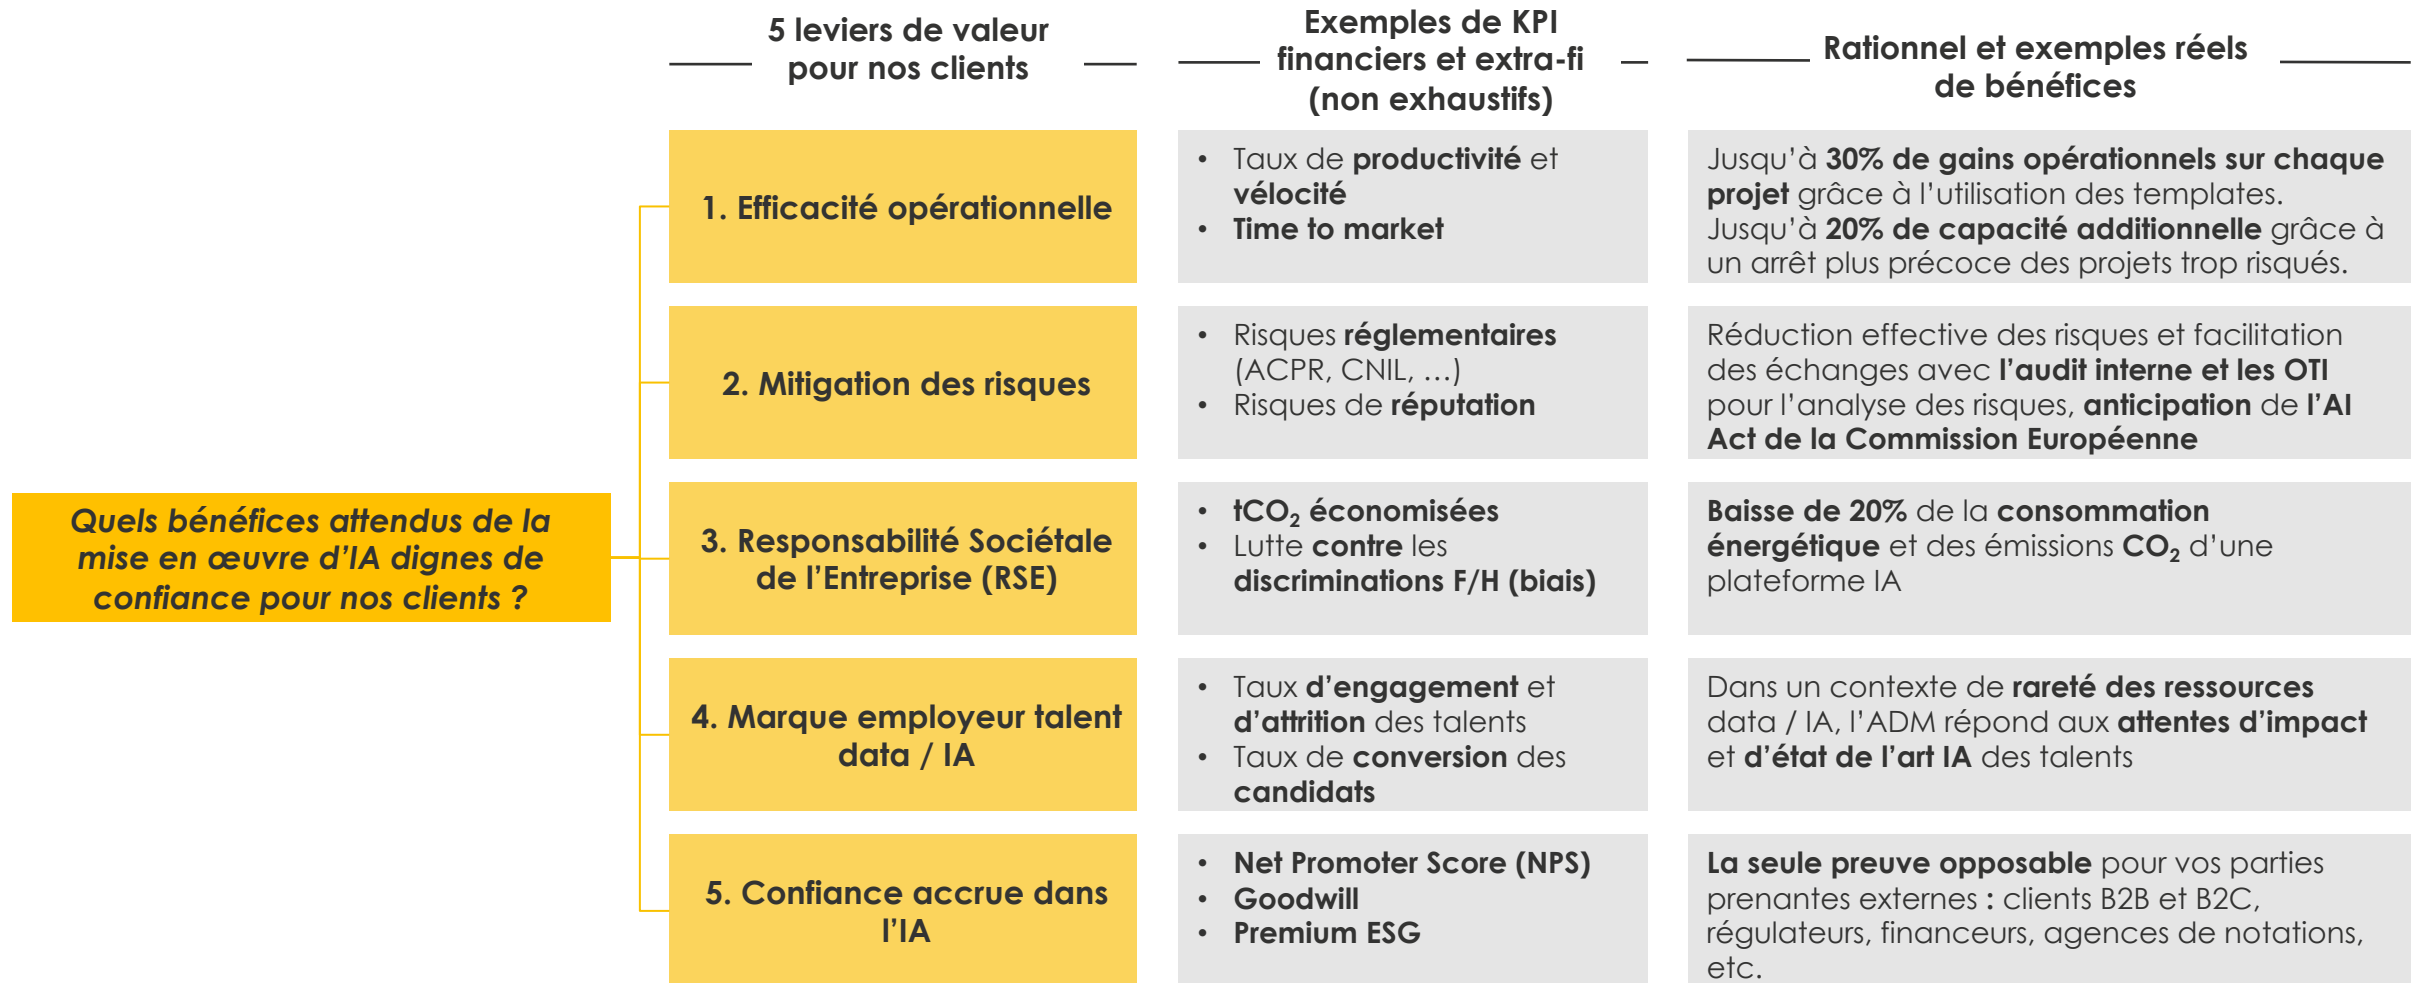 5 leviers de valeur
pour nos clients
Exemples de KPI
financiers et extra-fi
(non exhaustifs)
Rationnel et exemples réels
de bénéfices
Quels bénéfices attendus de la
mise en œuvre d’IA dignes de
confiance pour nos clients ?
1. Efficacité opérationnelle
• Taux de productivité et
vélocité
• Time to market
Jusqu’à 30% de gains opérationnels sur chaque
projet grâce à l’utilisation des templates.
Jusqu’à 20% de capacité additionnelle grâce à
un arrêt plus précoce des projets trop risqués.
2. Mitigation des risques
• Risques réglementaires
(ACPR, CNIL, …)
• Risques de réputation
Réduction effective des risques et facilitation
des échanges avec l’audit interne et les OTI
pour l’analyse des risques, anticipation de l’AI
Act de la Commission Européenne
3. Responsabilité Sociétale
de l’Entreprise (RSE)
• tCO₂ économisées
• Lutte contre les
discriminations F/H (biais)
Baisse de 20% de la consommation
énergétique et des émissions CO₂ d’une
plateforme IA
4. Marque employeur talent
data / IA
• Taux d’engagement et
d’attrition des talents
• Taux de conversion des
candidats
Dans un contexte de rareté des ressources
data / IA, l’ADM répond aux attentes d’impact
et d’état de l’art IA des talents
5. Confiance accrue dans
l’IA
• Net Promoter Score (NPS)
• Goodwill
• Premium ESG
La seule preuve opposable pour vos parties
prenantes externes : clients B2B et B2C,
régulateurs, financeurs, agences de notations,
etc.